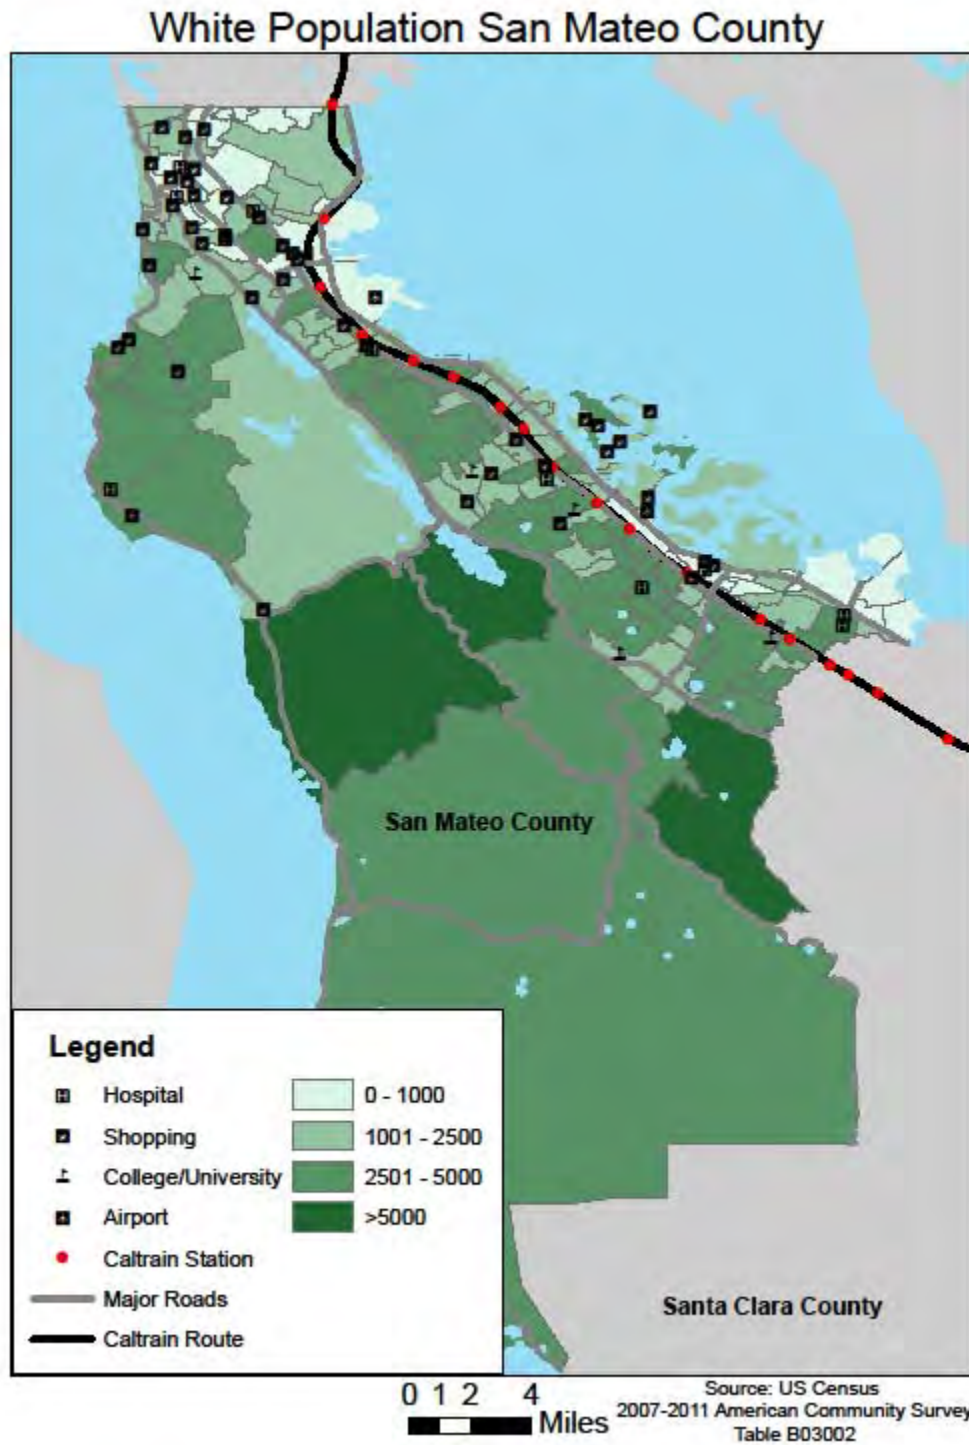 White Population San Mateo County
San Mateo County
Legend
Hospital
Shopping
College/University
Airport
Caltrain Station
Major Roads
Caltrain Route
0 - 1000
1001 - 2500
2501 - 5000
>5000
Santa Clara County
0 1 2 4
Miles
Source: US Census
2007-2011 American Community Survey
Table B03002